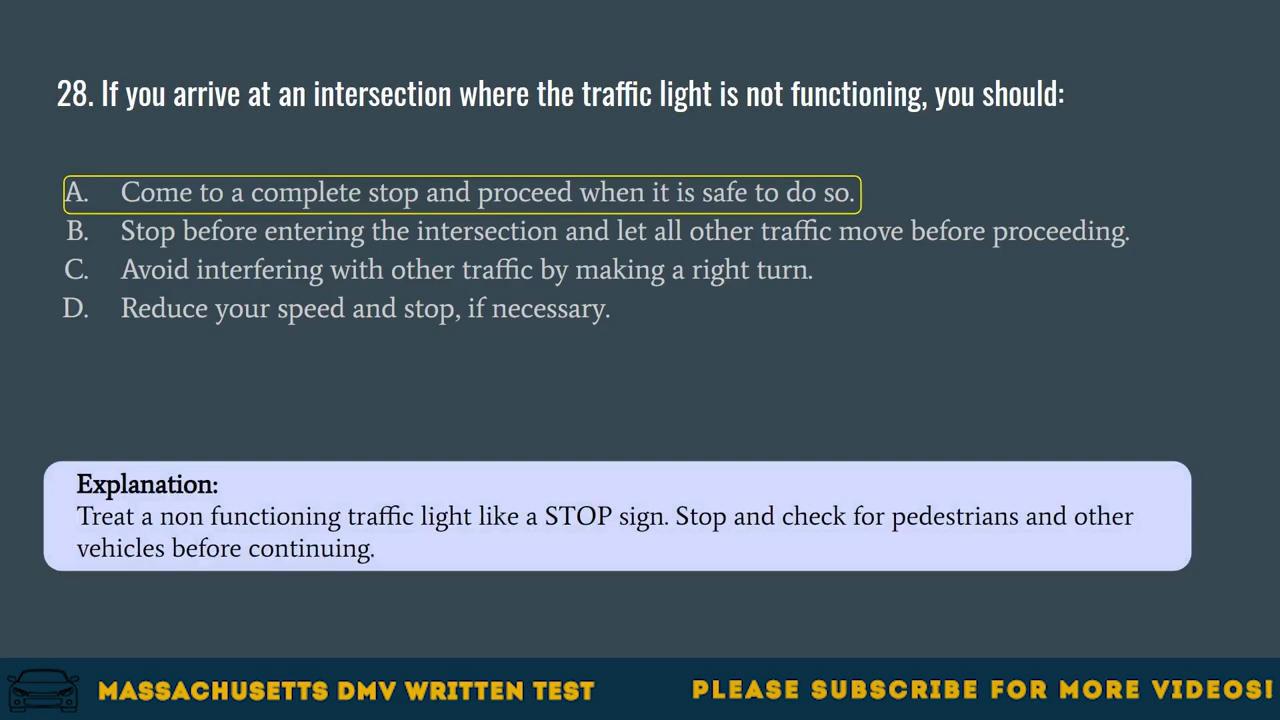 28. If you arrive at an intersection where the traffic light is not functioning, you should:
A. Come to a complete stop and proceed when it is safe to do so.
B. Stop before entering the intersection and let all other traffic move before proceeding.
C. Avoid interfering with other traffic by making a right turn.
D. Reduce your speed and stop, if necessary.
Explanation:
Treat a non functioning traffic light like a STOP sign. Stop and check for pedestrians and other
vehicles before continuing.
MASSACHUSETTS DMV WRITTEN TEST
PLEASE SUBSCRIBE FOR MORE VIDEOS!